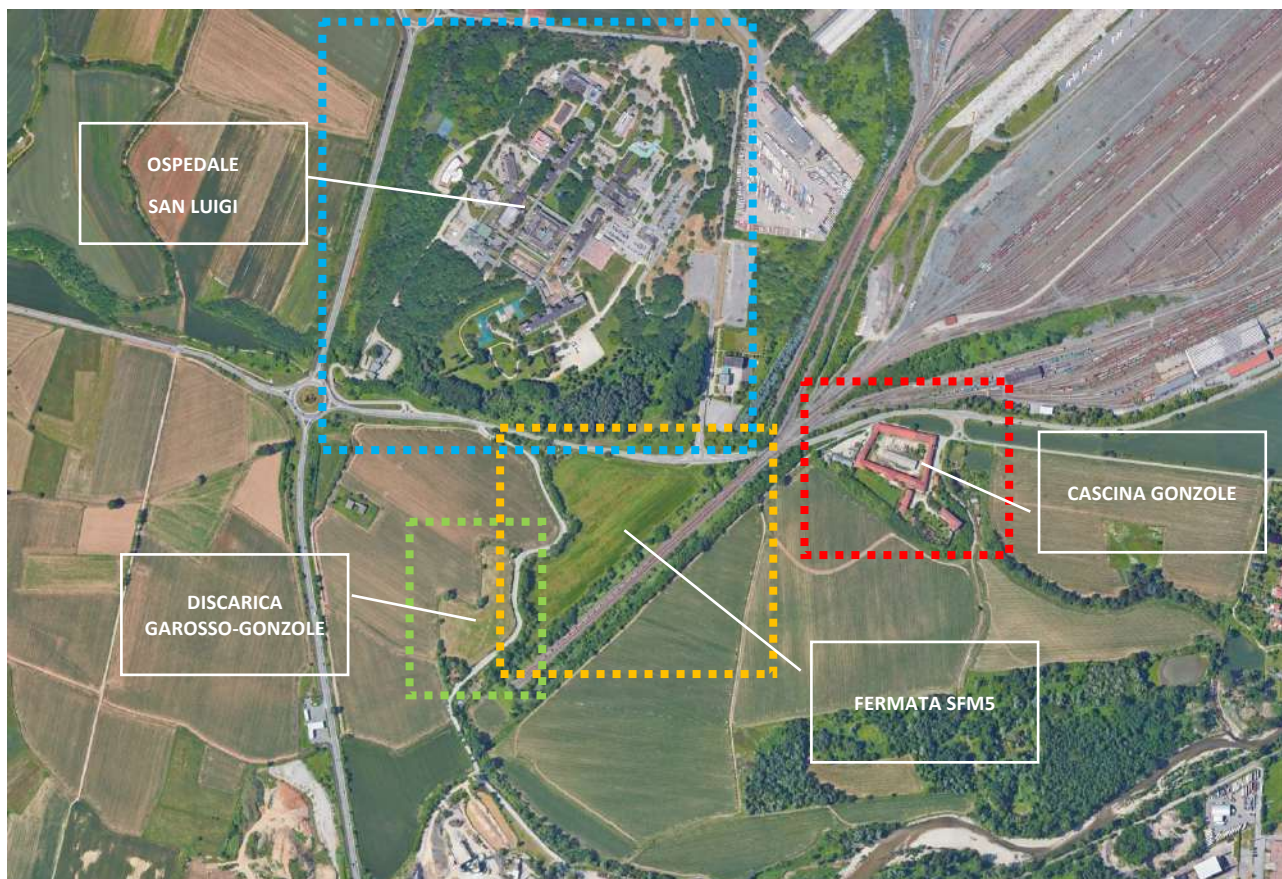 OSPEDALE
SAN LUIGI
CASCINA GONZOLE
DISCARICA
GAROSSO-GONZOLE
FERMATA SFM5